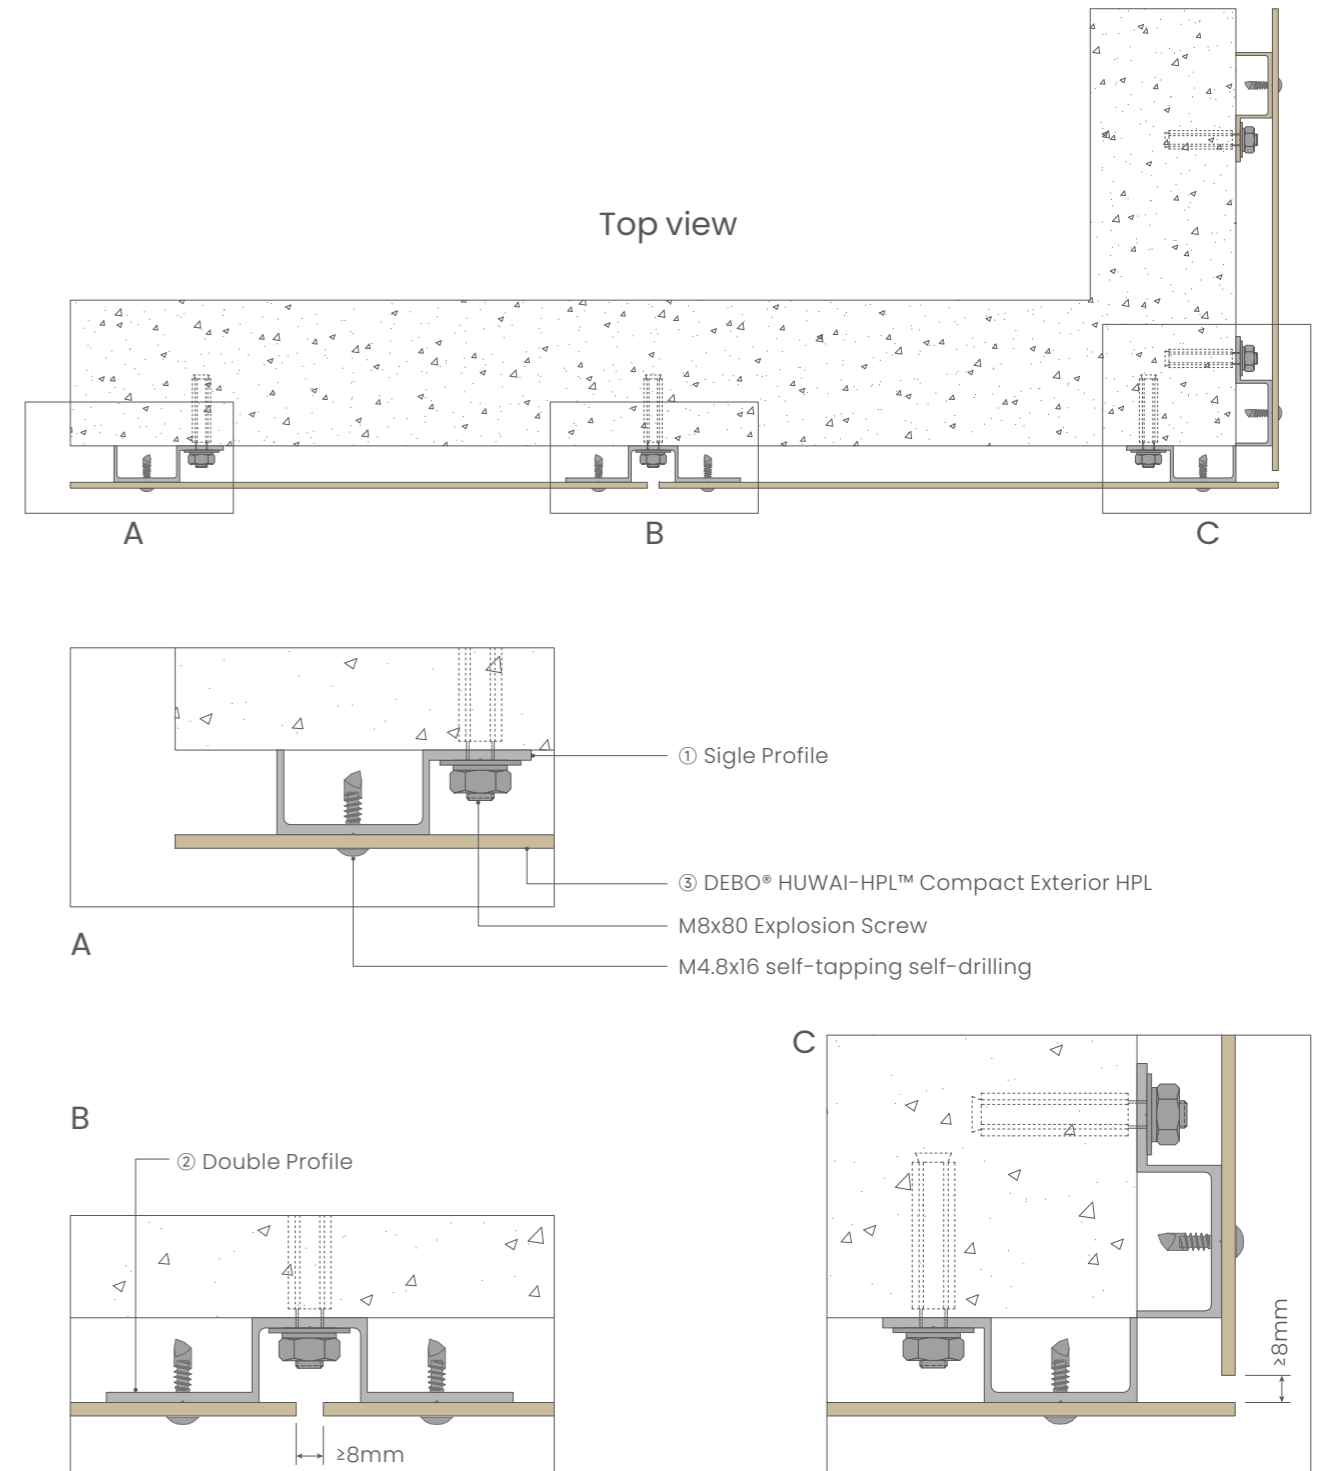 Top view
A
B
C
① Sigle Profile
③ DEBO® HUWAI-HPL™ Compact Exterior HPL
M8x80 Explosion Screw
M4.8x16 self-tapping self-drilling
A
C
B
② Double Profile
≥8mm
≥8mm